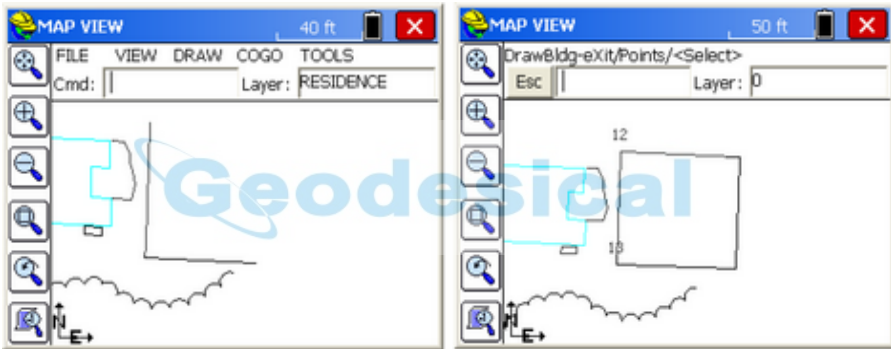 MAP VIEW 40 ft
FILE VIEW DRAW COGO TOOLS
Cmd: Layer: RESIDENCE
N
E
MAP VIEW 50 ft
DrawBldg-eXit/Points/<Select>
Esc Layer: 0
12
13
N
E
Geodesical